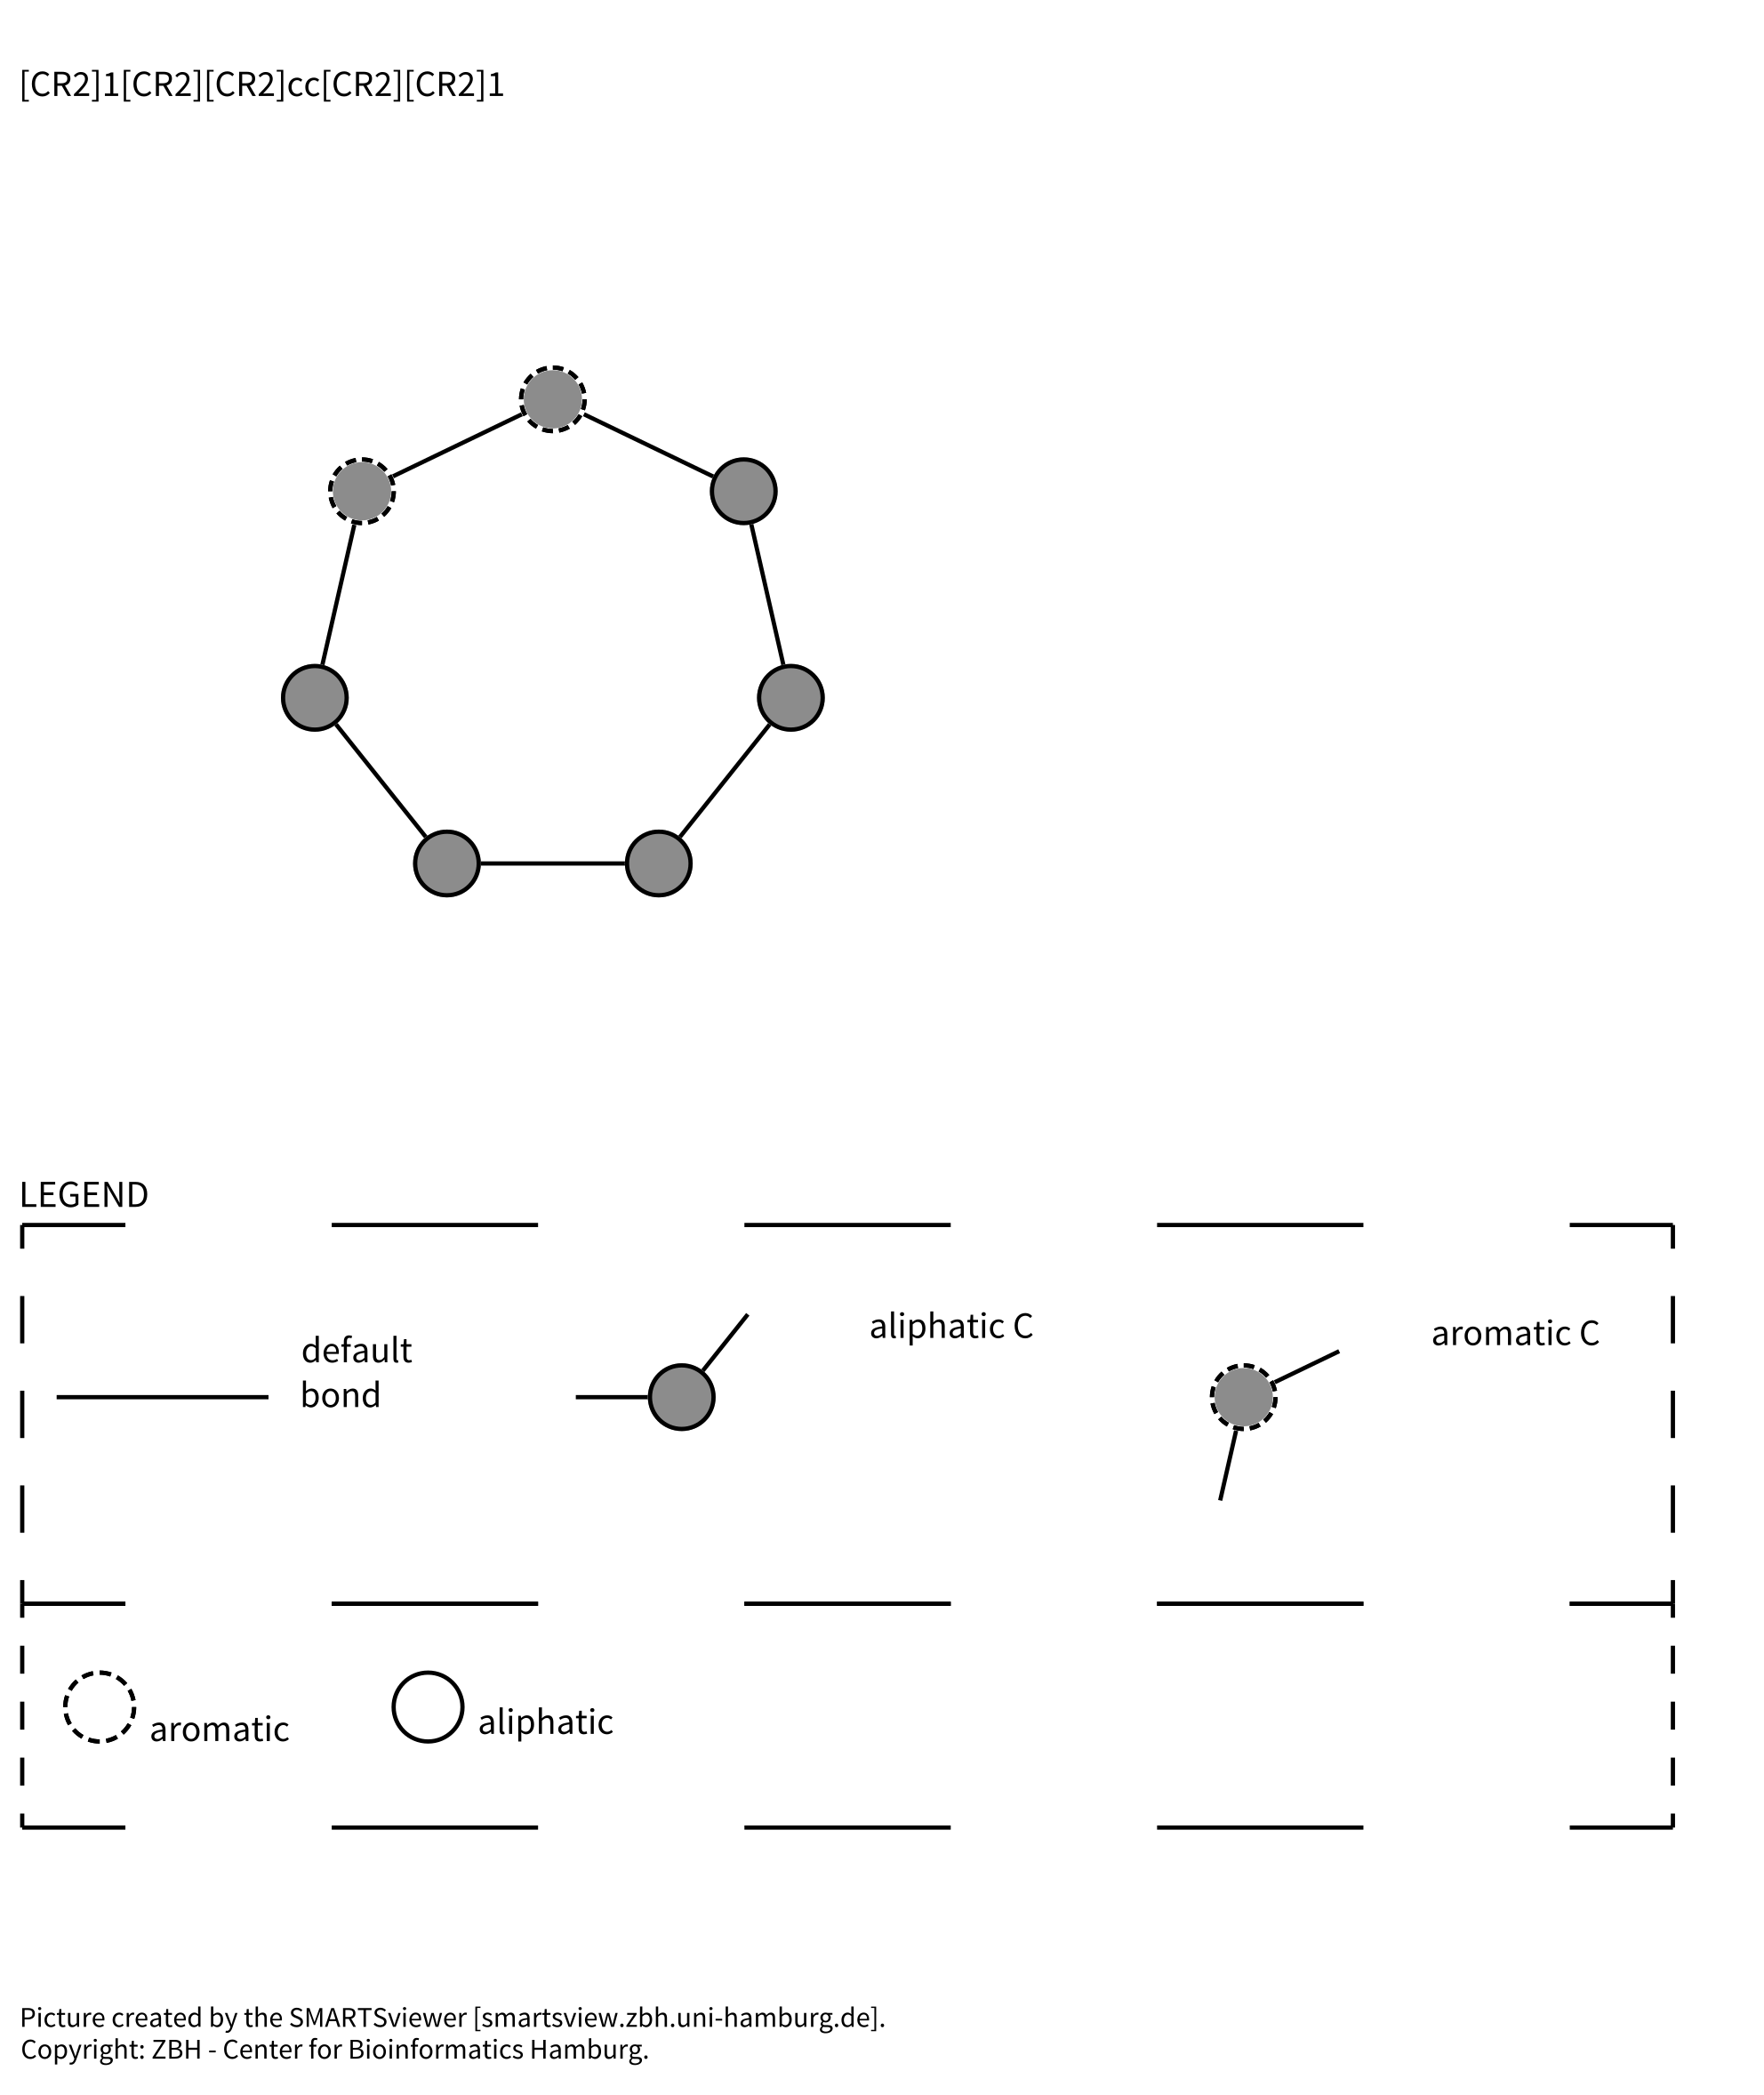 [CR2]1[CR2][CR2]cc[CR2][CR2]1
LEGEND
default
bond
aliphatic C
aromatic C
aromatic
aliphatic
Picture created by the SMARTSviewer [smartsview.zbh.uni-hamburg.de].
Copyright: ZBH - Center for Bioinformatics Hamburg.